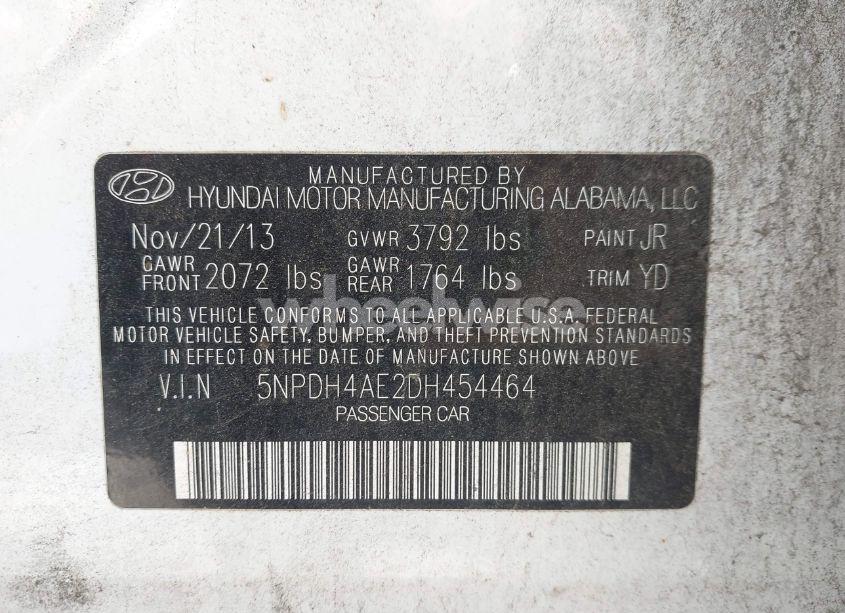 MANUFACTURED BY
HYUNDAI MOTOR MANUFACTURING ALABAMA, LLC
Nov/21/13 GVWR 3792 lbs PAINT JR
GAWR FRONT 2072 lbs GAWR REAR 1764 lbs TRIM YD
wheelwise
THIS VEHICLE CONFORMS TO ALL APPLICABLE U.S.A. FEDERAL
MOTOR VEHICLE SAFETY, BUMPER, AND THEFT PREVENTION STANDARDS
IN EFFECT ON THE DATE OF MANUFACTURE SHOWN ABOVE
V.I.N 5NPDH4AE2DH454464
PASSENGER CAR